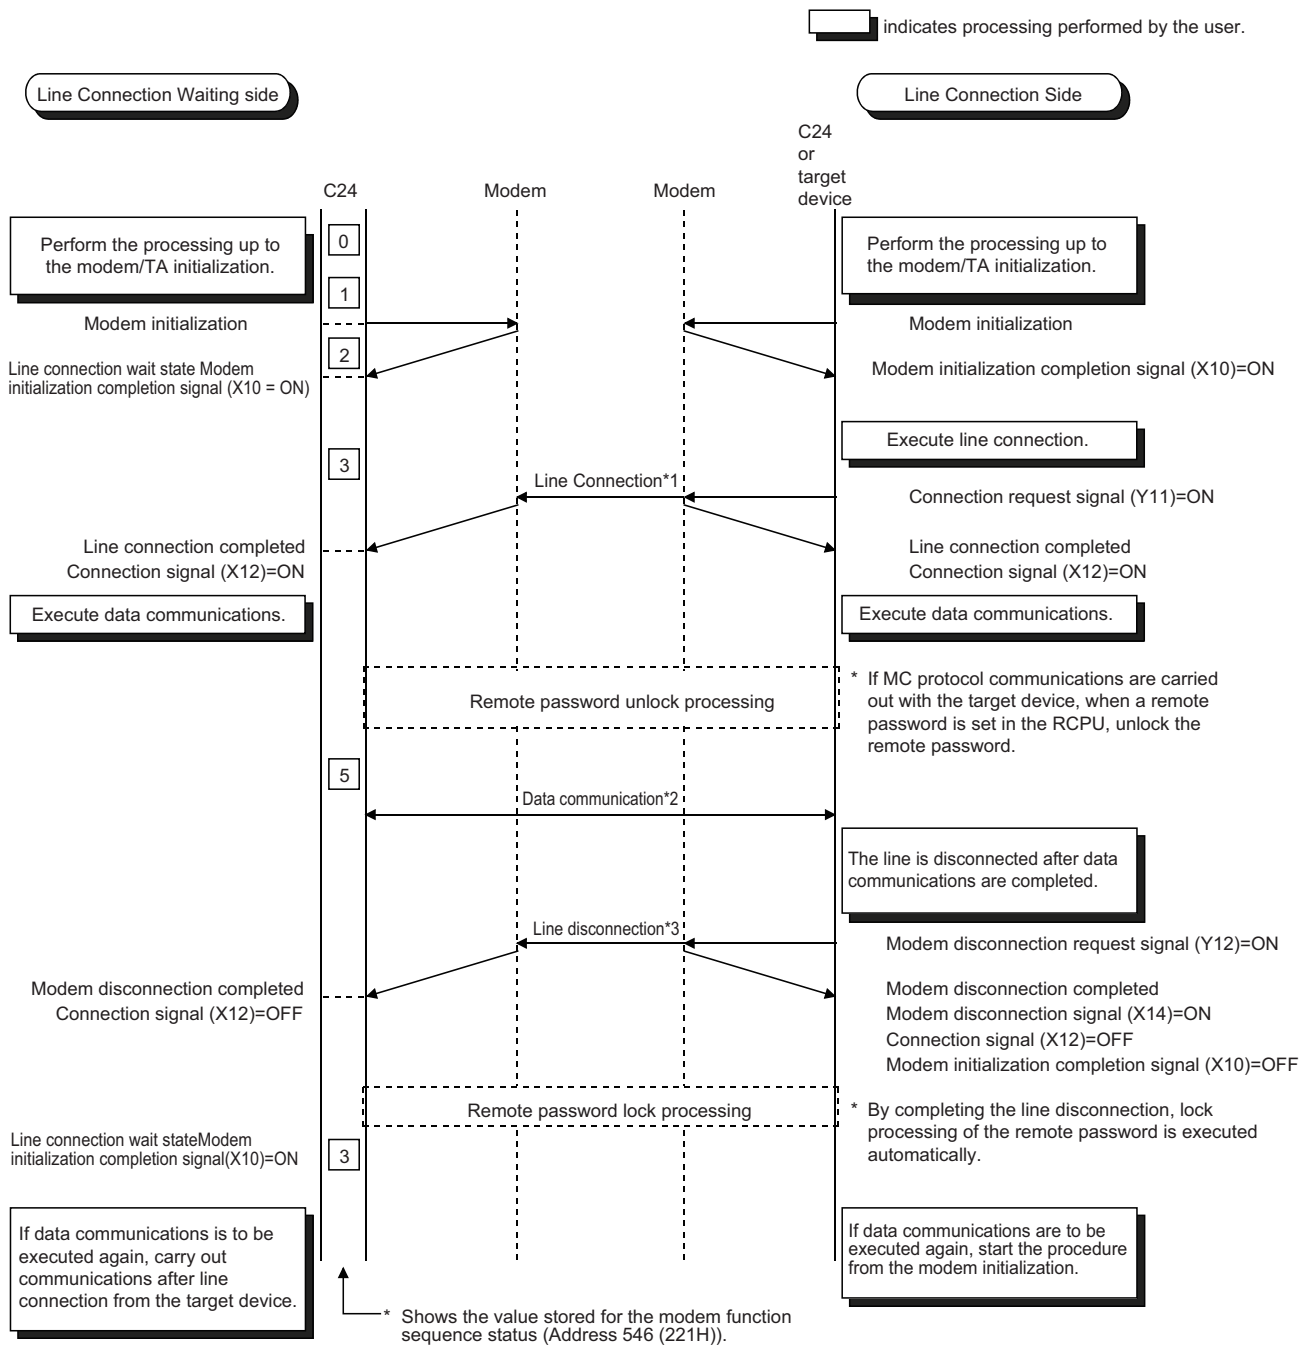 indicates processing performed by the user.
Line Connection Waiting side
Line Connection Side
C24
or
target
device
C24
Modem
Modem
Perform the processing up to
the modem/TA initialization.
0
Perform the processing up to
the modem/TA initialization.
1
Modem initialization
Modem initialization
2
Line connection wait state Modem
initialization completion signal (X10 = ON)
Modem initialization completion signal (X10)=ON
Execute line connection.
3
Line Connection*1
Connection request signal (Y11)=ON
Line connection completed
Connection signal (X12)=ON
Line connection completed
Connection signal (X12)=ON
Execute data communications.
Execute data communications.
Remote password unlock processing
* If MC protocol communications are carried
out with the target device, when a remote
password is set in the RCPU, unlock the
remote password.
5
Data communication*2
The line is disconnected after data
communications are completed.
Line disconnection*3
Modem disconnection request signal (Y12)=ON
Modem disconnection completed
Connection signal (X12)=OFF
Modem disconnection completed
Modem disconnection signal (X14)=ON
Connection signal (X12)=OFF
Modem initialization completion signal (X10)=OFF
Remote password lock processing
* By completing the line disconnection, lock
processing of the remote password is executed
automatically.
Line connection wait stateModem
initialization completion signal(X10)=ON
3
If data communications is to be
executed again, carry out
communications after line
connection from the target device.
If data communications are to be
executed again, start the procedure
from the modem initialization.
* Shows the value stored for the modem function
sequence status (Address 546 (221H)).